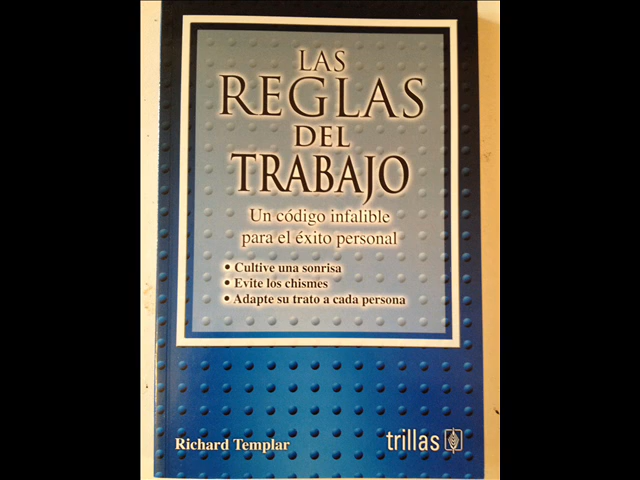 LAS
REGLAS
DEL
TRABAJO
Un código infalible
para el éxito personal
• Cultive una sonrisa
• Evite los chismes
• Adapte su trato a cada persona
Richard Templar
trillas